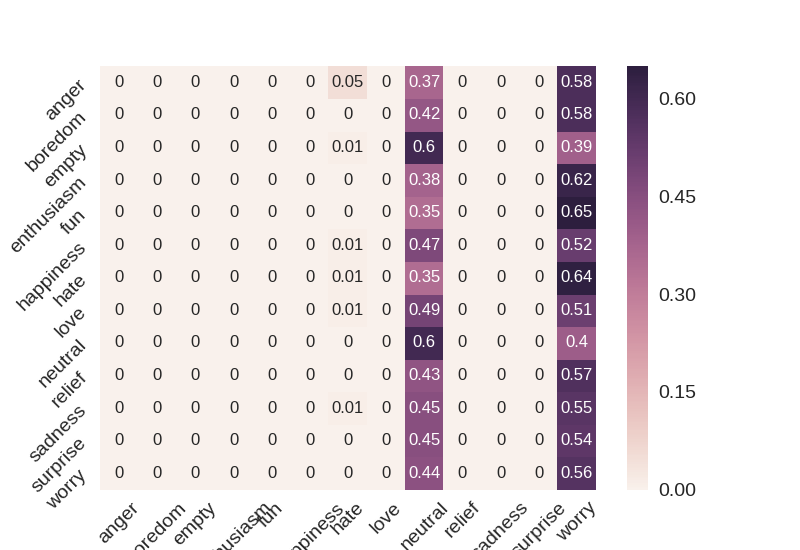 anger 0 0 0 0 0 0 0.05 0 0.37 0 0 0 0.58
boredom 0 0 0 0 0 0 0 0 0.42 0 0 0 0.58
empty 0 0 0 0 0 0 0.01 0 0.6 0 0 0 0.39
enthusiasm 0 0 0 0 0 0 0 0 0.38 0 0 0 0.62
fun 0 0 0 0 0 0 0 0 0.35 0 0 0 0.65
happiness 0 0 0 0 0 0 0.01 0 0.47 0 0 0 0.52
hate 0 0 0 0 0 0 0.01 0 0.35 0 0 0 0.64
love 0 0 0 0 0 0 0.01 0 0.49 0 0 0 0.51
neutral 0 0 0 0 0 0 0 0 0.6 0 0 0 0.4
relief 0 0 0 0 0 0 0 0 0.43 0 0 0 0.57
sadness 0 0 0 0 0 0 0.01 0 0.45 0 0 0 0.55
surprise 0 0 0 0 0 0 0 0 0.45 0 0 0 0.54
worry 0 0 0 0 0 0 0 0 0.44 0 0 0 0.56
anger oredom empty husiasm fun ppiness hate love neutral relief adness surprise worry
0.60
0.45
0.30
0.15
0.00